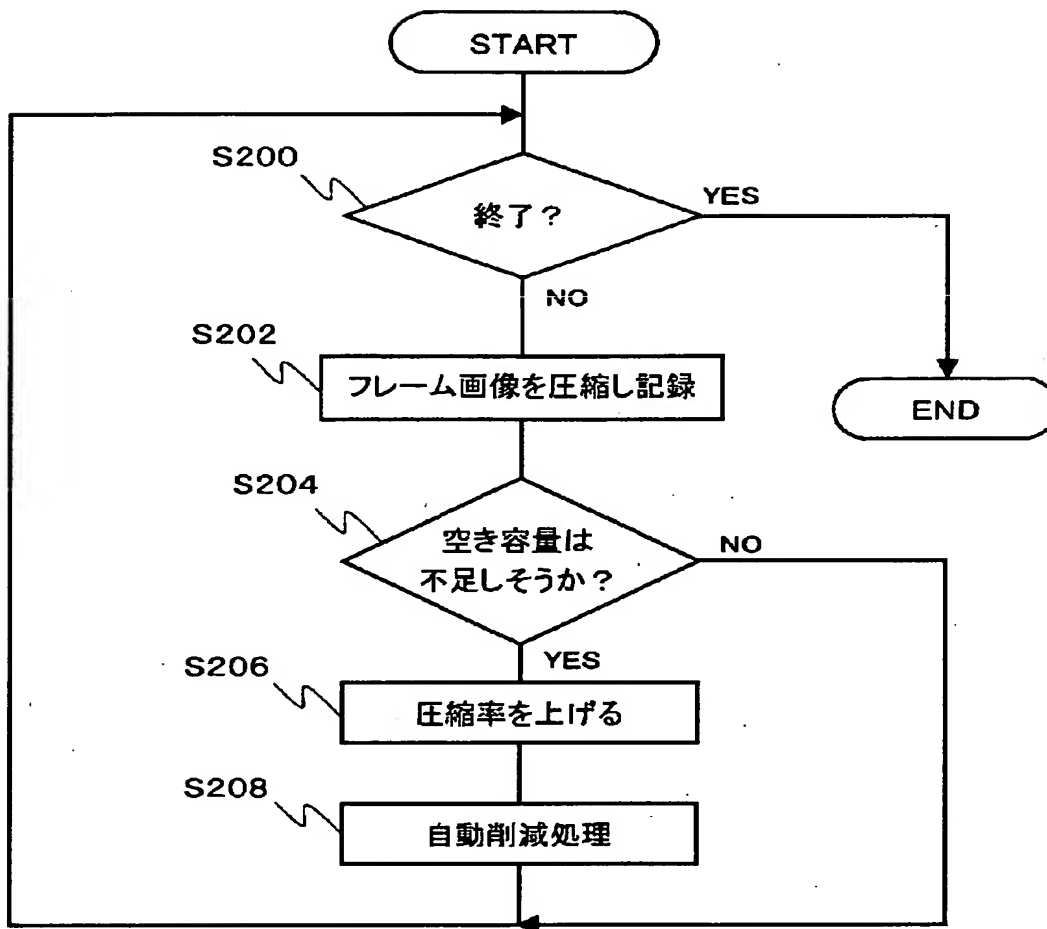 START
S200
終了?
YES
NO
S202
フレーム画像を圧縮し記録
END
S204
空き容量は
不足しそうか?
NO
YES
S206
圧縮率を上げる
S208
自動削減処理